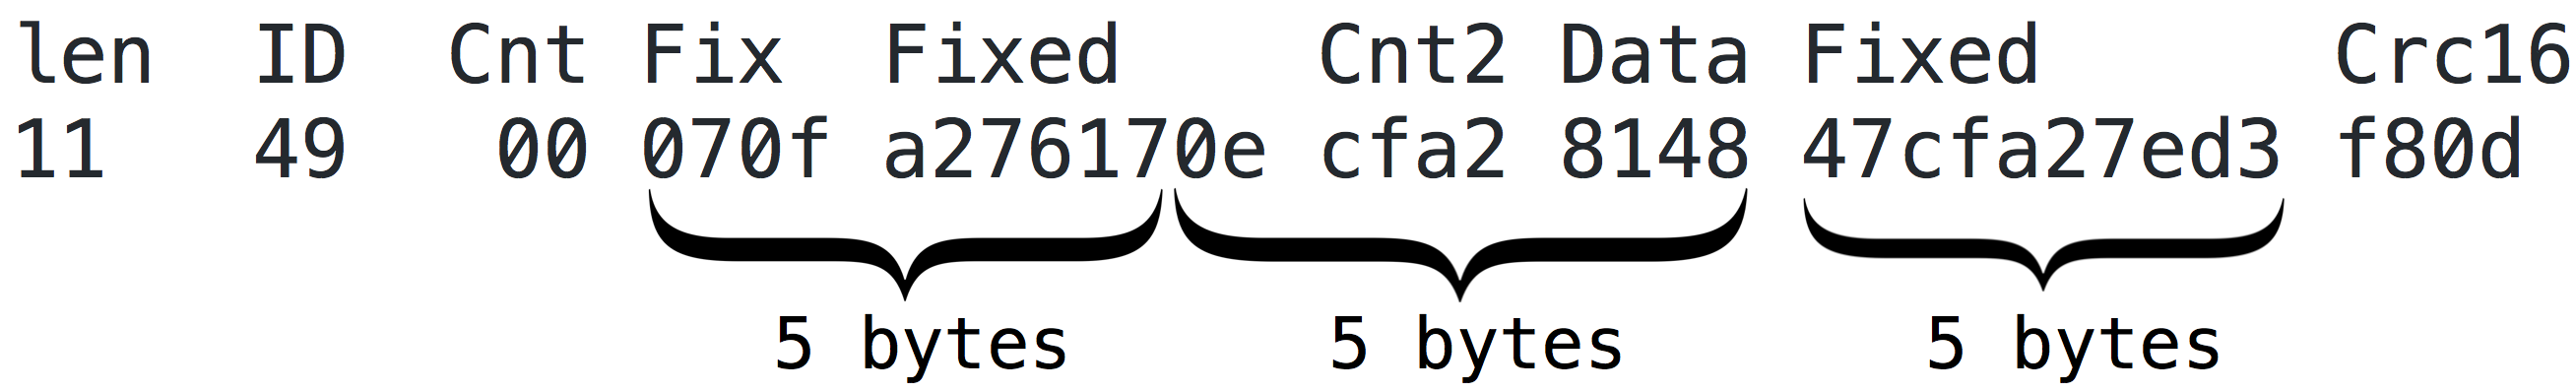 len ID Cnt Fix Fixed Cnt2 Data Fixed Crc16
11 49 00 070f a276170e cfa2 8148 47cfa27ed3 f80d
5 bytes 5 bytes 5 bytes